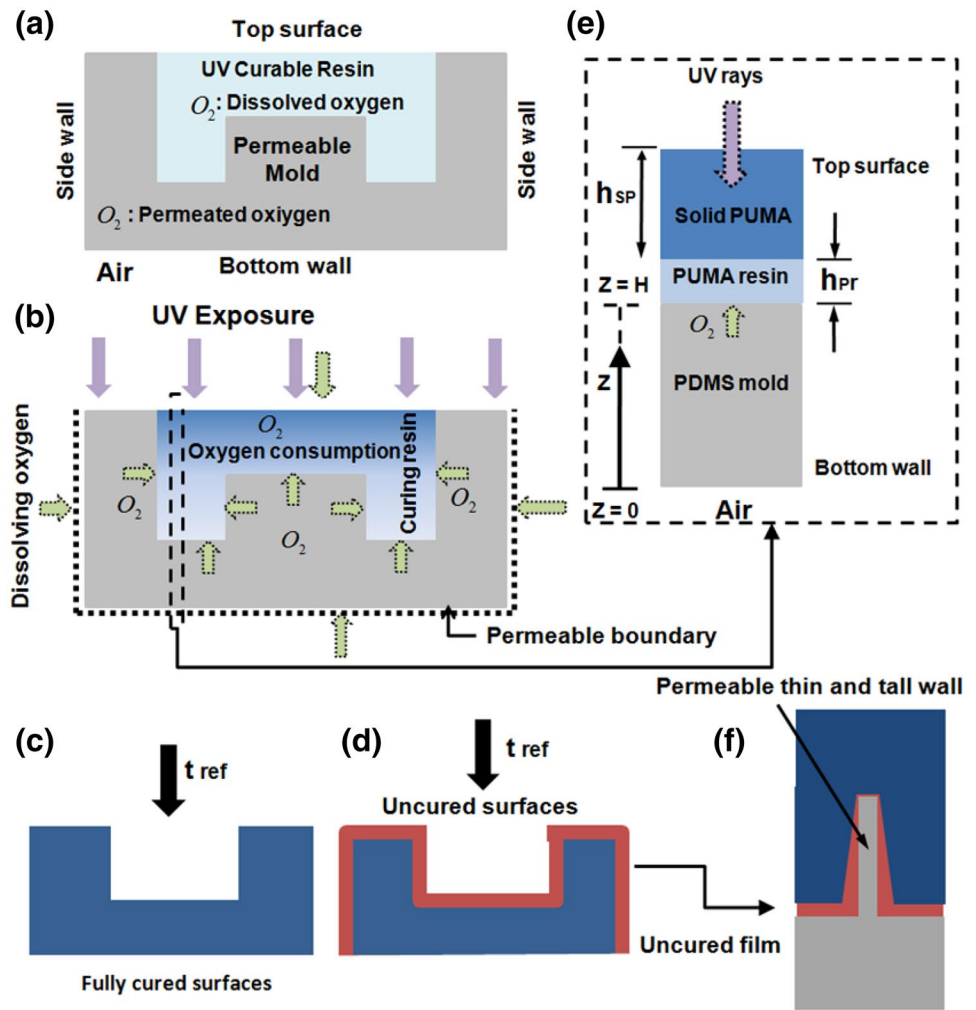 (a)
Top surface
UV Curable Resin
O2: Dissolved oxygen
Permeable
Mold
O2 : Permeated oxiygen
Side wall
Side wall
Air
Bottom wall
(b)
UV Exposure
Dissolving oxygen
O2
Oxygen consumption
Curing resin
O2
O2
O2
Permeable boundary
(e)
UV rays
Top surface
hSP
Solid PUMA
PUMA resin
hPr
z = H
O2
z
PDMS mold
Bottom wall
z = 0
Air
Permeable thin and tall wall
(c)
t ref
Fully cured surfaces
(d)
t ref
Uncured surfaces
Uncured film
(f)